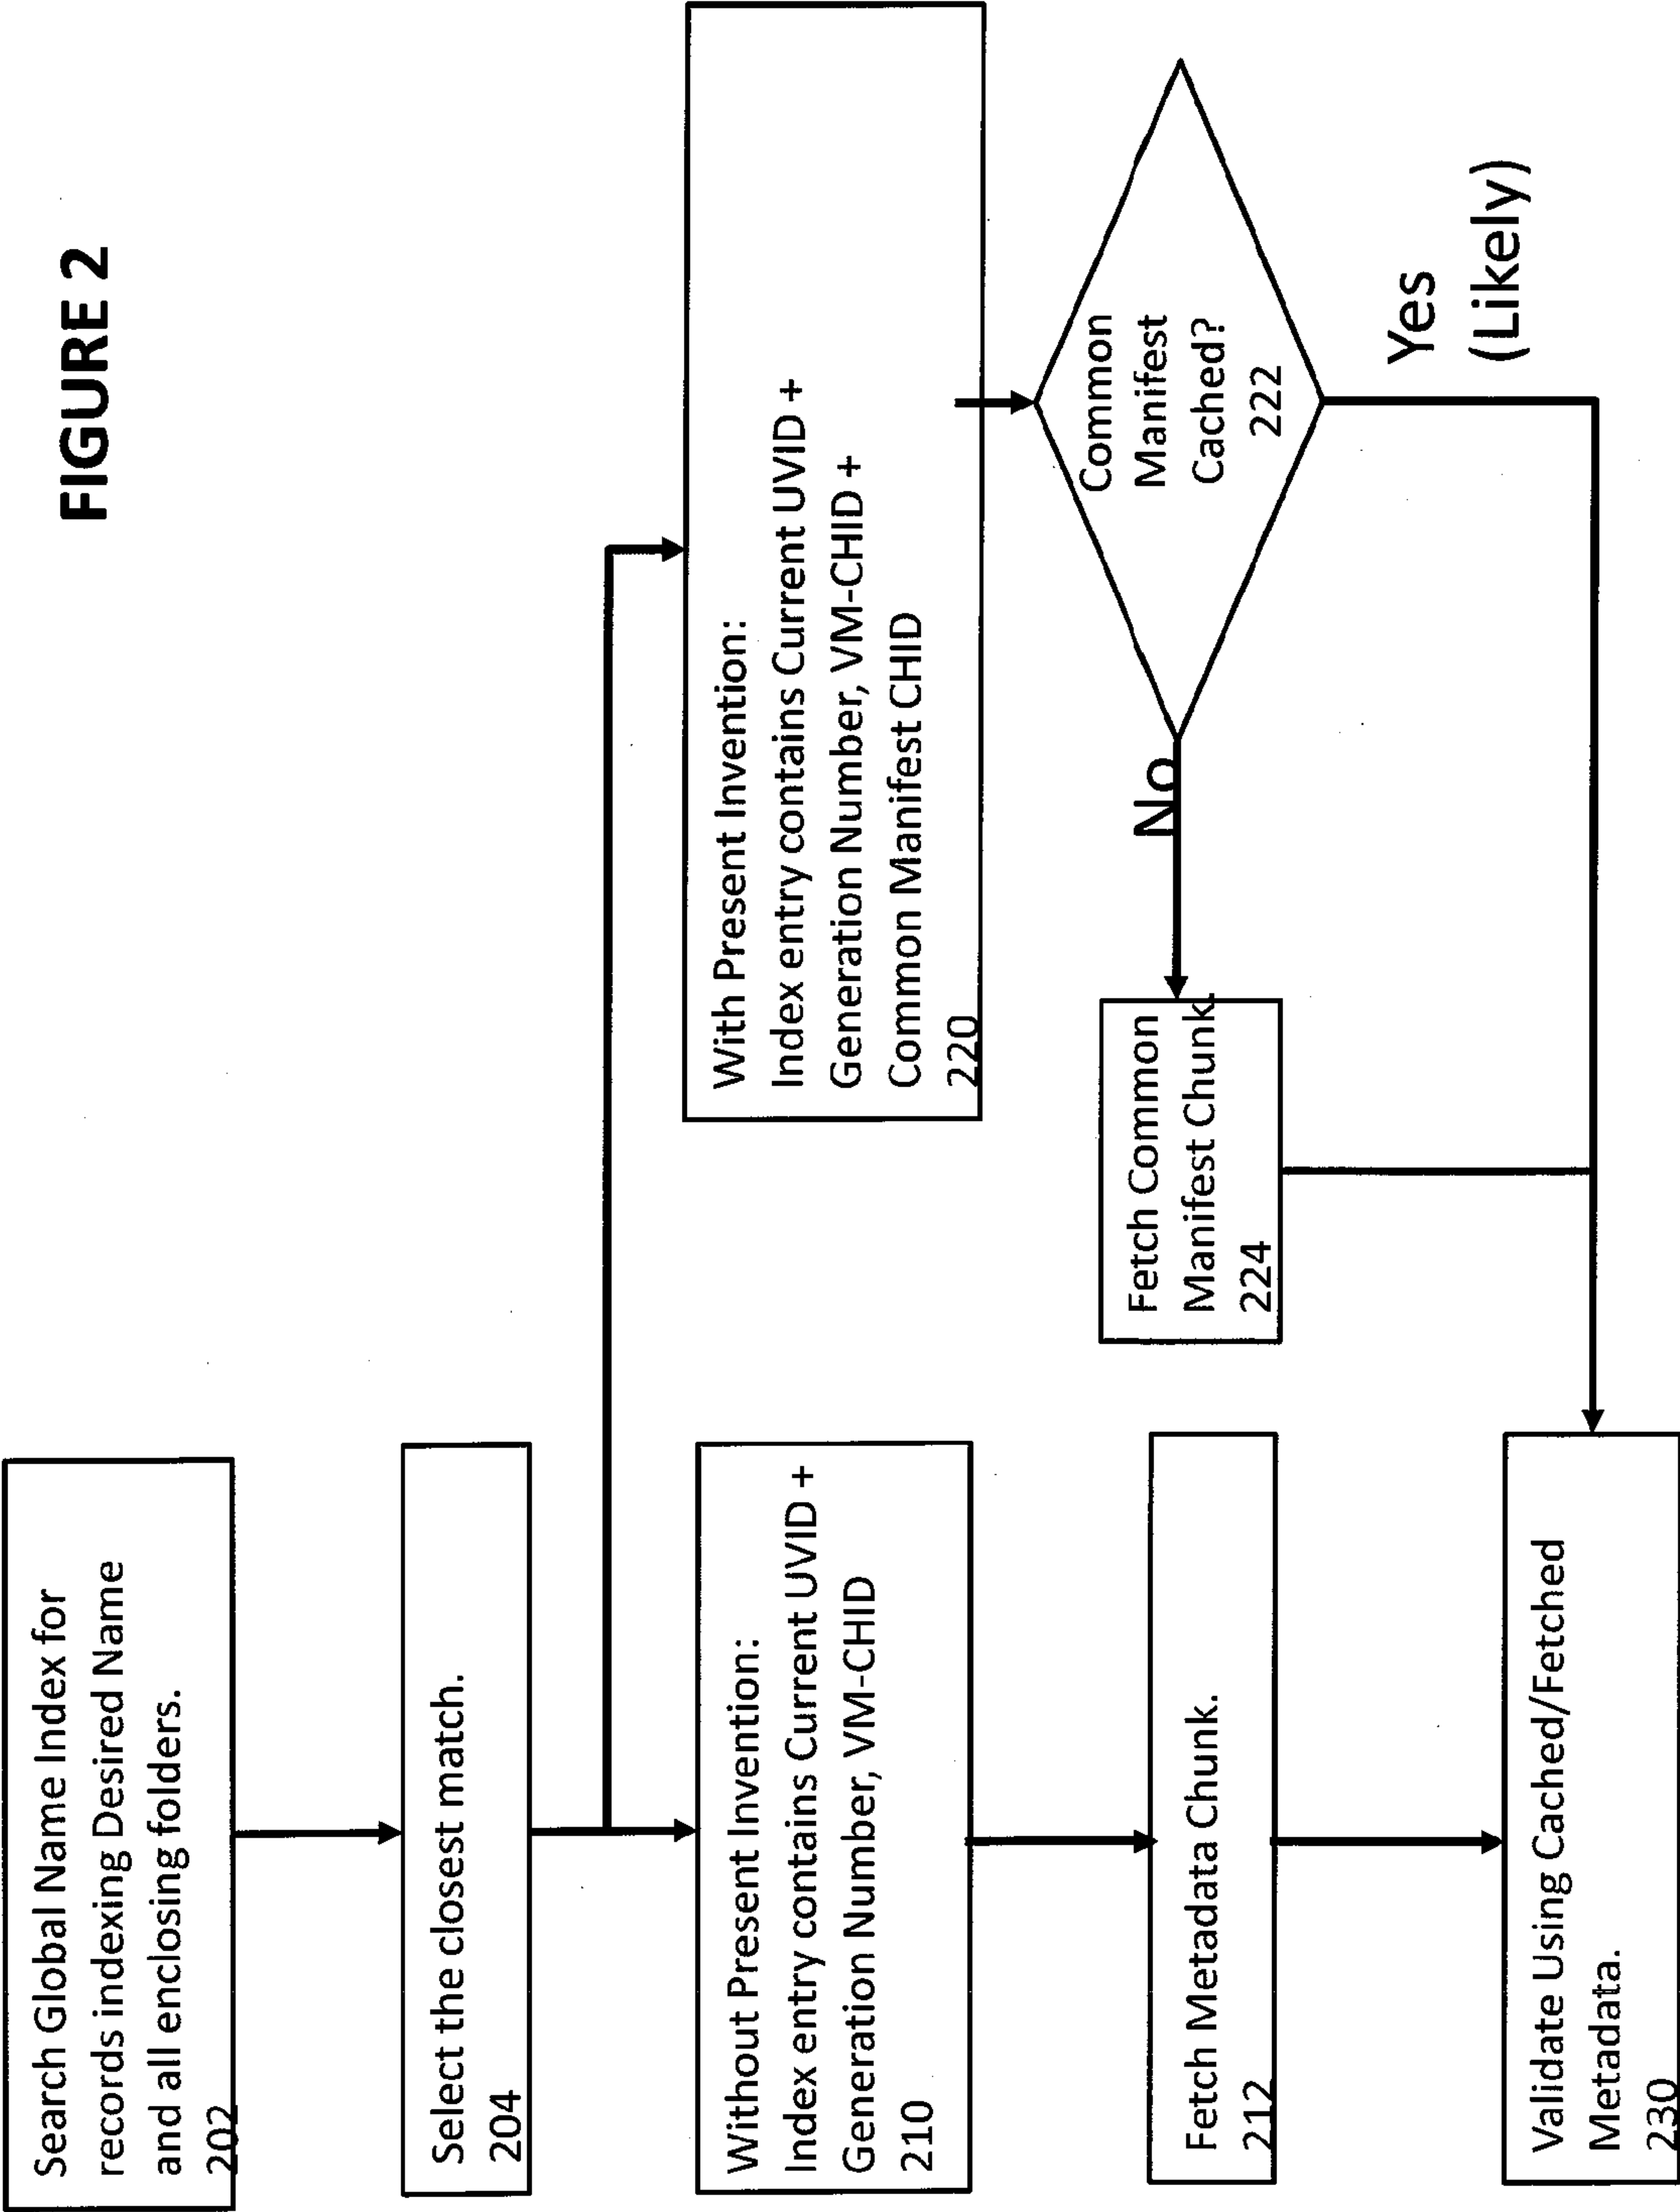 FIGURE 2
Search Global Name Index for
records indexing Desired Name
and all enclosing folders.
202
Select the closest match.
204
Without Present Invention:
Index entry contains Current UVID +
Generation Number, VM-CHID
210
Fetch Metadata Chunk.
212
With Present Invention:
Index entry contains Current UVID +
Generation Number, VM-CHID +
Common Manifest CHID
220
Common
Manifest
Cached?
222
No
Yes
(Likely)
Fetch Common
Manifest Chunk.
224
Validate Using Cached/Fetched
Metadata.
230